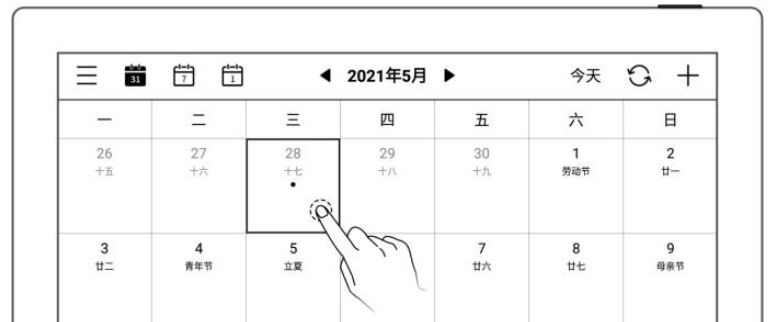 31 7 1 2021年5月 今天
一 二 三 四 五 六 日
26 27 28 29 30 1 2
十五 十六 十七 十八 十九 劳动节 廿一
3 4 5 7 8 9
廿二 青年节 立夏 廿六 廿七 母亲节